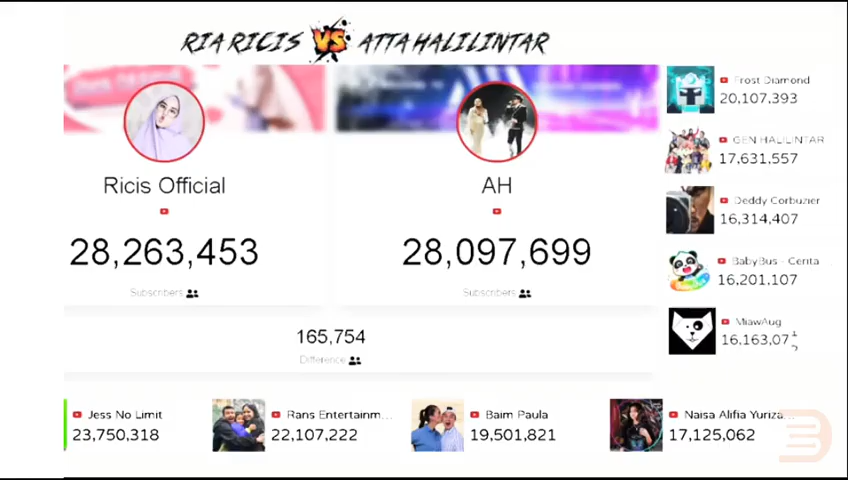 RIA RICIS VS ATTA HALILINTAR
Ricis Official
28,263,453
Subscribers
AH
28,097,699
Subscribers
165,754
Difference
Frost Diamond
20,107,393
GEN HALILINTAR
17,631,557
Deddy Corbuzier
16,314,407
BabyBus - Cerita
16,201,107
MiawAug
16,163,07
Jess No Limit
23,750,318
Rans Entertainm...
22,107,222
Baim Paula
19,501,821
Naisa Alifia Yuriza...
17,125,062